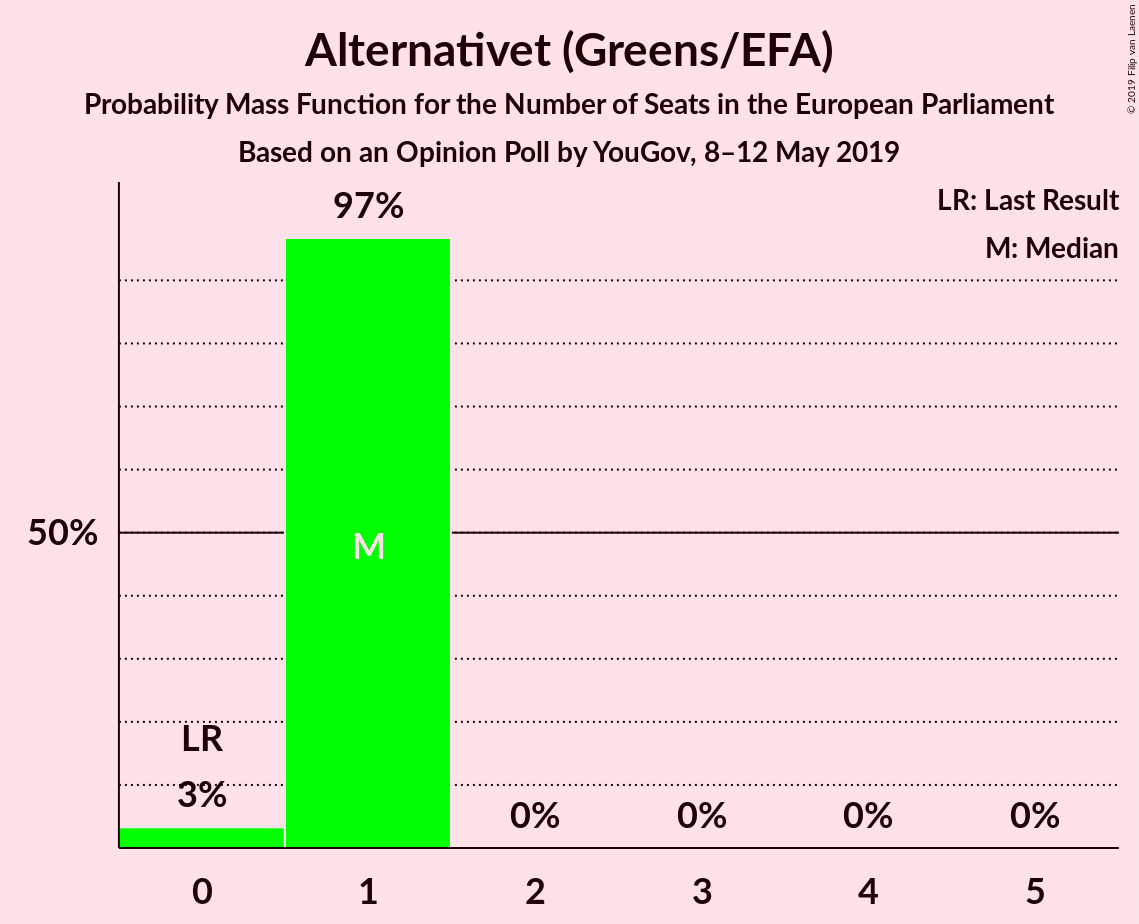 Alternativet (Greens/EFA)
Probability Mass Function for the Number of Seats in the European Parliament
Based on an Opinion Poll by YouGov, 8–12 May 2019
© 2019 Filip van Laenen
LR: Last Result
M: Median
97%
50%
M
LR
3%
0%
0%
0%
0%
0
1
2
3
4
5